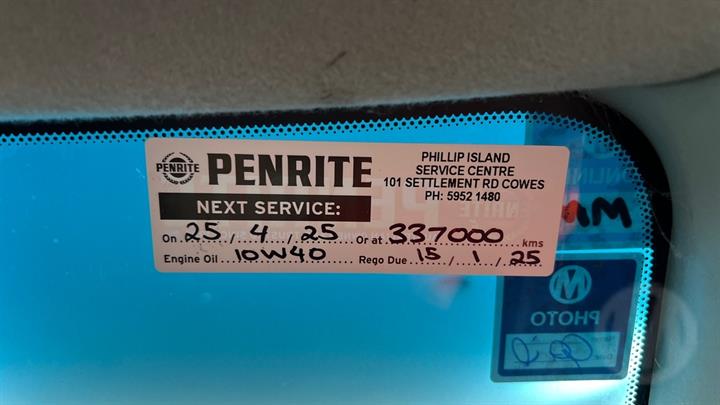 PENRITE
PHILLIP ISLAND
SERVICE CENTRE
101 SETTLEMENT RD COWES
PH: 5952 1480
NEXT SERVICE:
On 25 / 4 / 25 Or at 337000 kms
Engine Oil 10W40 Rego Due 15 / 1 / 25
PHOTO